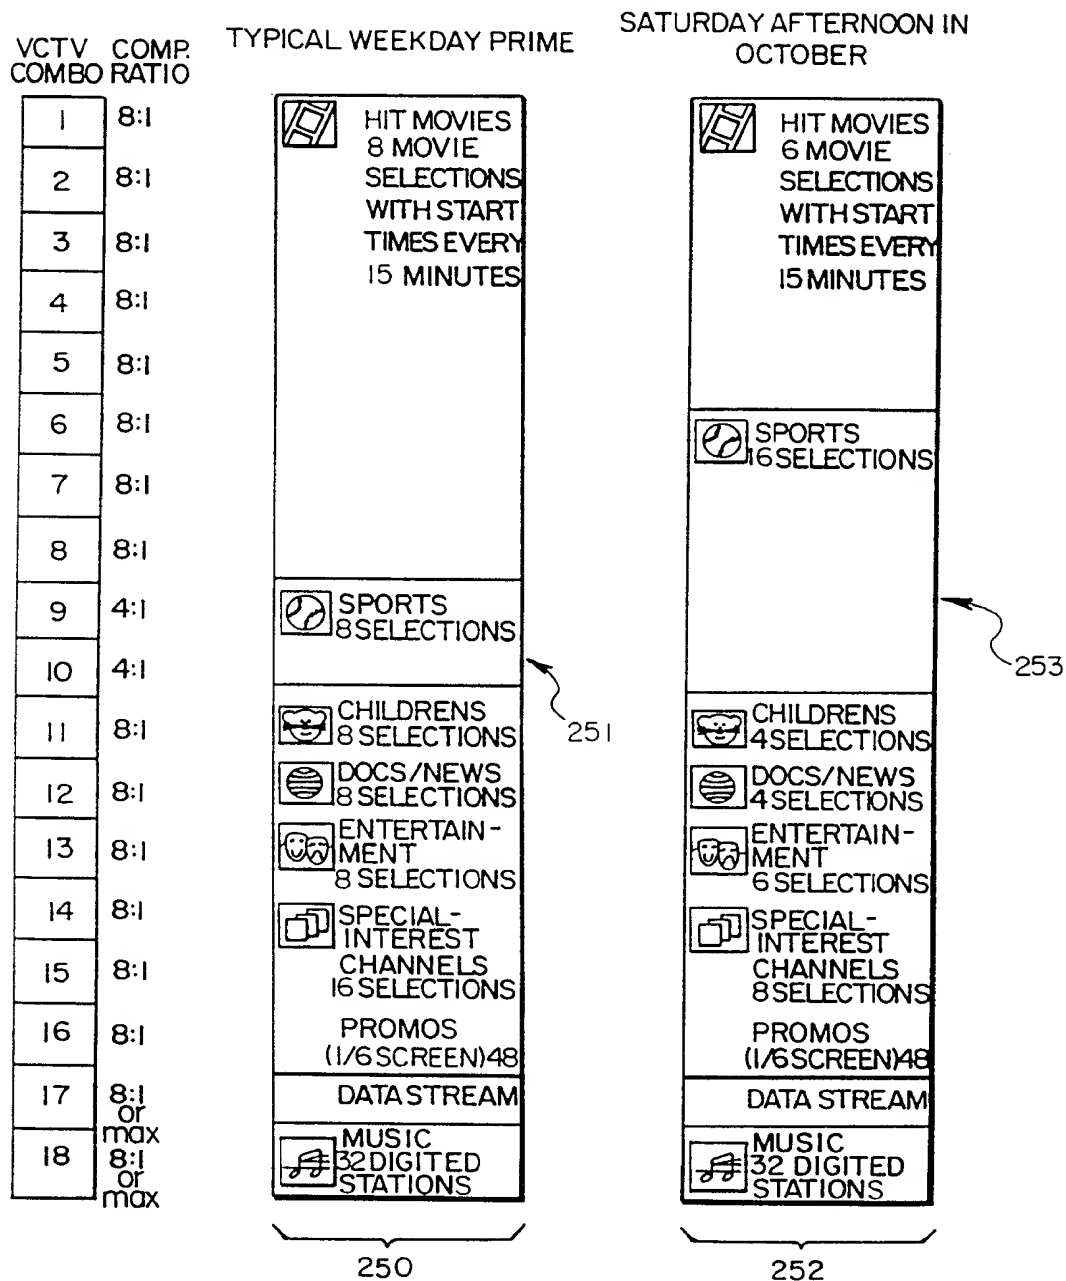 VCTV COMBO
COMP. RATIO
1 8:1
2 8:1
3 8:1
4 8:1
5 8:1
6 8:1
7 8:1
8 8:1
9 4:1
10 4:1
11 8:1
12 8:1
13 8:1
14 8:1
15 8:1
16 8:1
17 8:1 or max
18 8:1 or max
TYPICAL WEEKDAY PRIME
HIT MOVIES
8 MOVIE
SELECTIONS
WITH START
TIMES EVERY
15 MINUTES
SPORTS
8 SELECTIONS
CHILDRENS
8 SELECTIONS
DOCS/NEWS
8 SELECTIONS
ENTERTAIN-
MENT
8 SELECTIONS
SPECIAL-
INTEREST
CHANNELS
16 SELECTIONS
PROMOS
(1/6 SCREEN)48
DATA STREAM
MUSIC
32 DIGITED
STATIONS
251
250
SATURDAY AFTERNOON IN
OCTOBER
HIT MOVIES
6 MOVIE
SELECTIONS
WITH START
TIMES EVERY
15 MINUTES
SPORTS
16 SELECTIONS
CHILDRENS
4 SELECTIONS
DOCS/NEWS
4 SELECTIONS
ENTERTAIN-
MENT
6 SELECTIONS
SPECIAL-
INTEREST
CHANNELS
8 SELECTIONS
PROMOS
(1/6 SCREEN)48
DATA STREAM
MUSIC
32 DIGITED
STATIONS
253
252